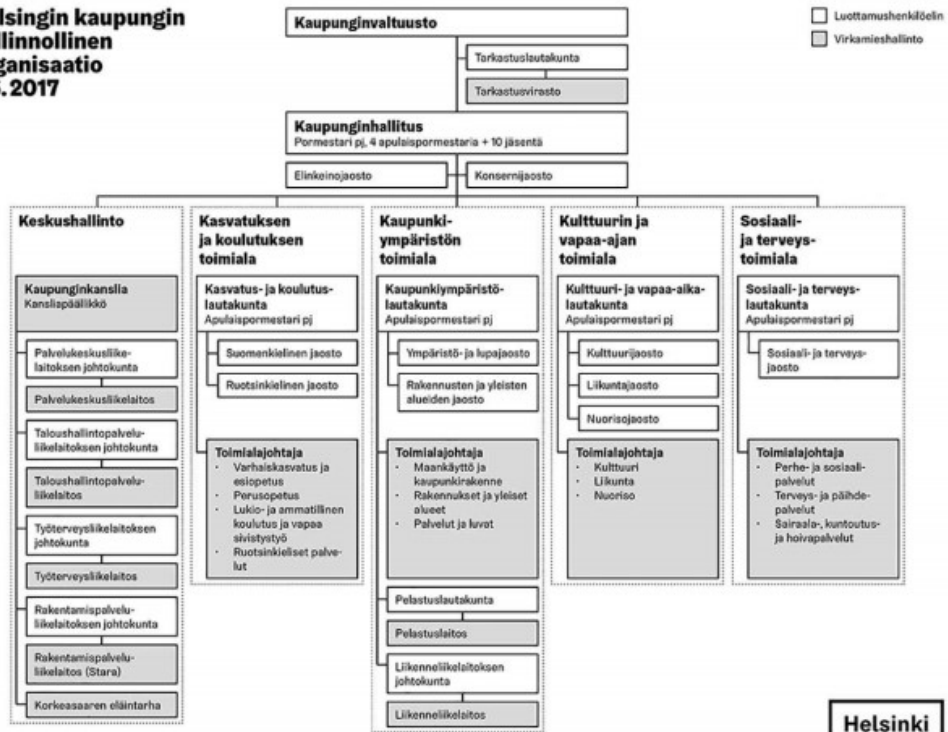 lsingin kaupungin
llinnollinen
ganisaatio
.2017
Kaupunginvaltuusto
Luottamushenkilöelin
Virkamieshallinto
Tarkastuslautakunta
Tarkastusvirasto
Kaupunginhallitus
Pormestari pj, 4 apulaispormestaria + 10 jäsentä
Elinkeinojaosto
Konsernijaosto
Keskushallinto
Kaupunginkanslia
Kansliapäällikkö
Palvelukeskusliike-
laitoksen johtokunta
Palvelukeskusliikelaitos
Taloushallintopalvelu-
liikelaitoksen johtokunta
Taloushallintopalvelu-
liikelaitos
Työterveysliikelaitoksen
johtokunta
Työterveysliikelaitos
Rakentamispalvelu-
liikelaitoksen johtokunta
Rakentamispalvelu-
liikelaitos (Stara)
Korkeasaaren eläintarha
Kasvatuksen
ja koulutuksen
toimiala
Kasvatus- ja koulutus-
lautakunta
Apulaispormestari pj
Suomenkielinen jaosto
Ruotsinkielinen jaosto
Toimialajohtaja
• Varhaiskasvatus ja
esiopetus
• Perusopetus
• Lukio- ja ammatillinen
koulutus ja vapaa
sivistystyö
• Ruotsinkieliset palve-
lut
Kaupunki-
ympäristön
toimiala
Kaupunkiympäristö-
lautakunta
Apulaispormestari pj
Ympäristö- ja lupajaosto
Rakennusten ja yleisten
alueiden jaosto
Toimialajohtaja
• Maankäyttö ja
kaupunkirakenne
• Rakennukset ja yleiset
alueet
• Palvelut ja luvat
Pelastuslautakunta
Pelastuslaitos
Liikenneliikelaitoksen
johtokunta
Liikenneliikelaitos
Kulttuurin ja
vapaa-ajan
toimiala
Kulttuuri- ja vapaa-aika-
lautakunta
Apulaispormestari pj
Kulttuurijaosto
Liikuntajaosto
Nuorisojaosto
Toimialajohtaja
• Kulttuuri
• Liikunta
• Nuoriso
Sosiaali-
ja terveys-
toimiala
Sosiaali- ja terveys-
lautakunta
Apulaispormestari pj
Sosiaali- ja terveys-
jaosto
Toimialajohtaja
• Perhe- ja sosiaali-
palvelut
• Terveys- ja päihde-
palvelut
• Sairaala-, kuntoutus-
ja hoivapalvelut
Helsinki